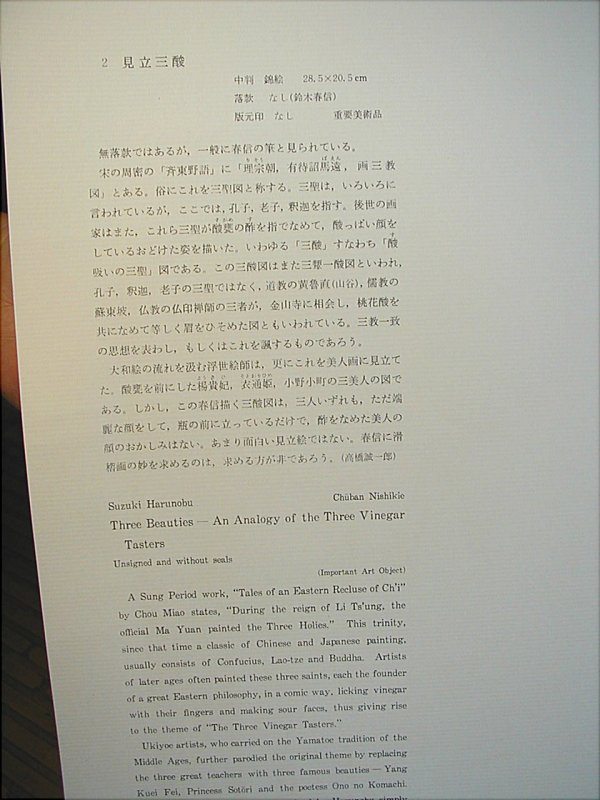 2 見立三酸
中判 錦絵 28.5×20.5cm
落款 なし(鈴木春信)
版元印 なし 重要美術品
無落款ではあるが，一般に春信の筆と見られている。
宋の周密の「斉東野語」に「理宗朝，有待詔馬遠，画三教
図」とある。俗にこれを三聖図と称する。三聖は，いろいろに
言われているが，ここでは，孔子，老子，釈迦を指す。後世の画
家はまた，これら三聖が酸甕の酢を指でなめて，酸っぱい顔を
しているおどけた姿を描いた。いわゆる「三酸」すなわち「酸
吸いの三聖」図である。この三酸図はまた三顰一酸図といわれ，
孔子，釈迦，老子の三聖ではなく，道教の黄魯直(山谷)，儒教の
蘇東坡，仏教の仏印禅師の三者が，金山寺に相会し，桃花酸を
共になめて等しく眉をひそめた図ともいわれている。三教一致
の思想を表わし，もしくはこれを諷するものであろう。
大和絵の流れを汲む浮世絵師は，更にこれを美人画に見立て
た。酸甕を前にした楊貴妃，衣通姫，小野小町の三美人の図で
ある。しかし，この春信描く三酸図は，三人いずれも，ただ端
麗な顔をして，瓶の前に立っているだけで，酢をなめた美人の
顔のおかしみはない。あまり面白い見立絵ではない。春信に滑
稽画の妙を求めるのは，求める方が非であろう。(高橋誠一郎)
Suzuki Harunobu Chūban Nishikie
Three Beauties — An Analogy of the Three Vinegar
Tasters
Unsigned and without seals
(Important Art Object)
A Sung Period work, "Tales of an Eastern Recluse of Ch'i"
by Chou Miao states, "During the reign of Li Ts'ung, the
official Ma Yuan painted the Three Holies." This trinity,
since that time a classic of Chinese and Japanese painting,
usually consists of Confucius, Lao-tze and Buddha. Artists
of later ages often painted these three saints, each the founder
of a great Eastern philosophy, in a comic way, licking vinegar
with their fingers and making sour faces, thus giving rise
to the theme of "The Three Vinegar Tasters."
Ukiyoe artists, who carried on the Yamatoe tradition of the
Middle Ages, further parodied the original theme by replacing
the three great teachers with three famous beauties — Yang
Kuei Fei, Princess Sotōri and the poetess Ono no Komachi.
Harunobu simply